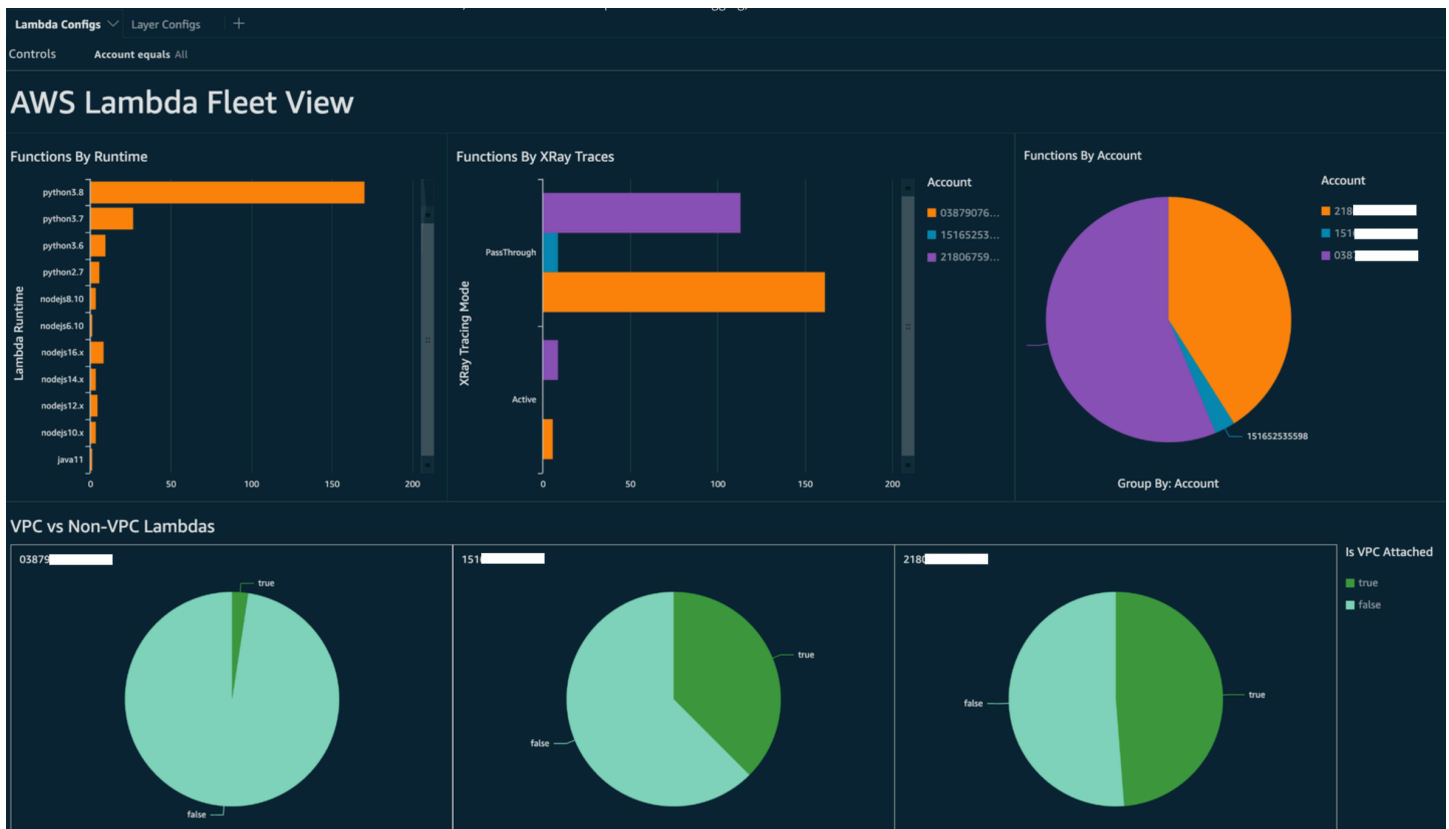 Lambda Configs
Layer Configs
+
Controls
Account equals All
AWS Lambda Fleet View
Functions By Runtime
Lambda Runtime
python3.8
python3.7
python3.6
python2.7
nodejs8.10
nodejs6.10
nodejs16.x
nodejs14.x
nodejs12.x
nodejs10.x
java11
0 50 100 150 200
Functions By XRay Traces
XRay Tracing Mode
PassThrough
Active
0 50 100 150 200
Account
03879076...
15165253...
21806759...
Functions By Account
Account
218
151
038
151652535598
Group By: Account
VPC vs Non-VPC Lambdas
03879
true
false
151
true
false
2180
false
true
Is VPC Attached
true
false